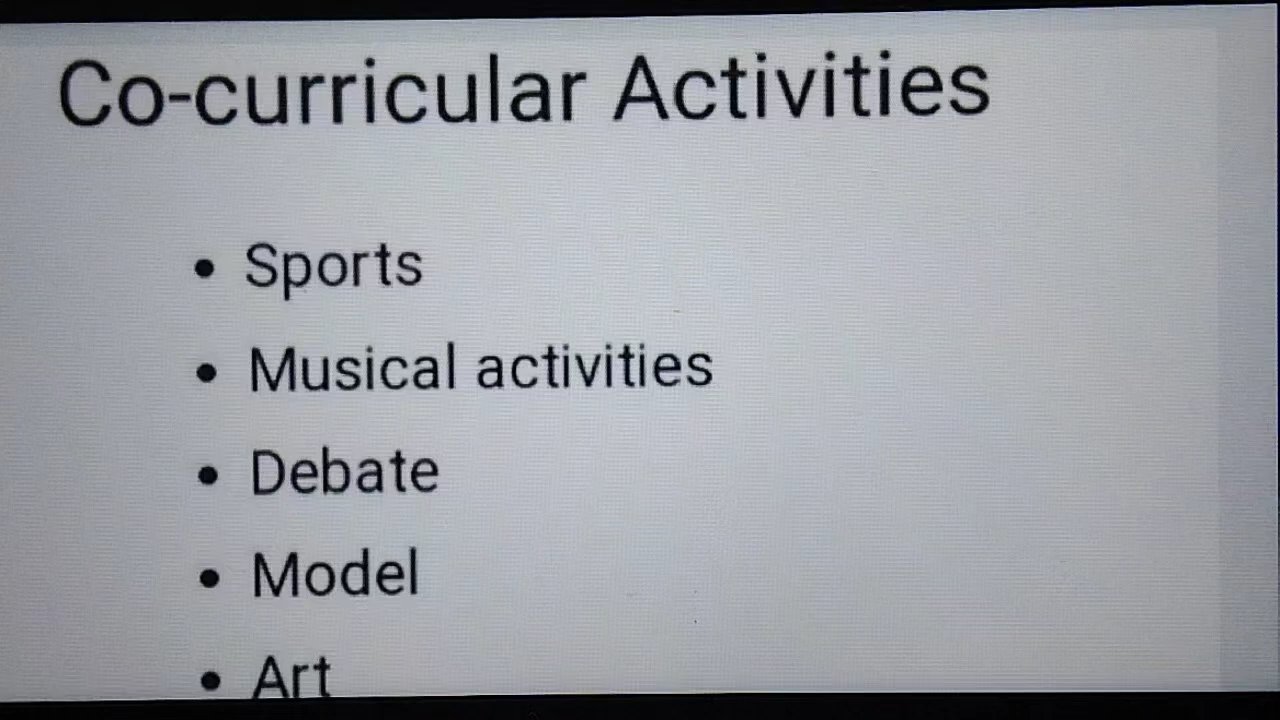 Co-curricular Activities
• Sports
• Musical activities
• Debate
• Model
• Art